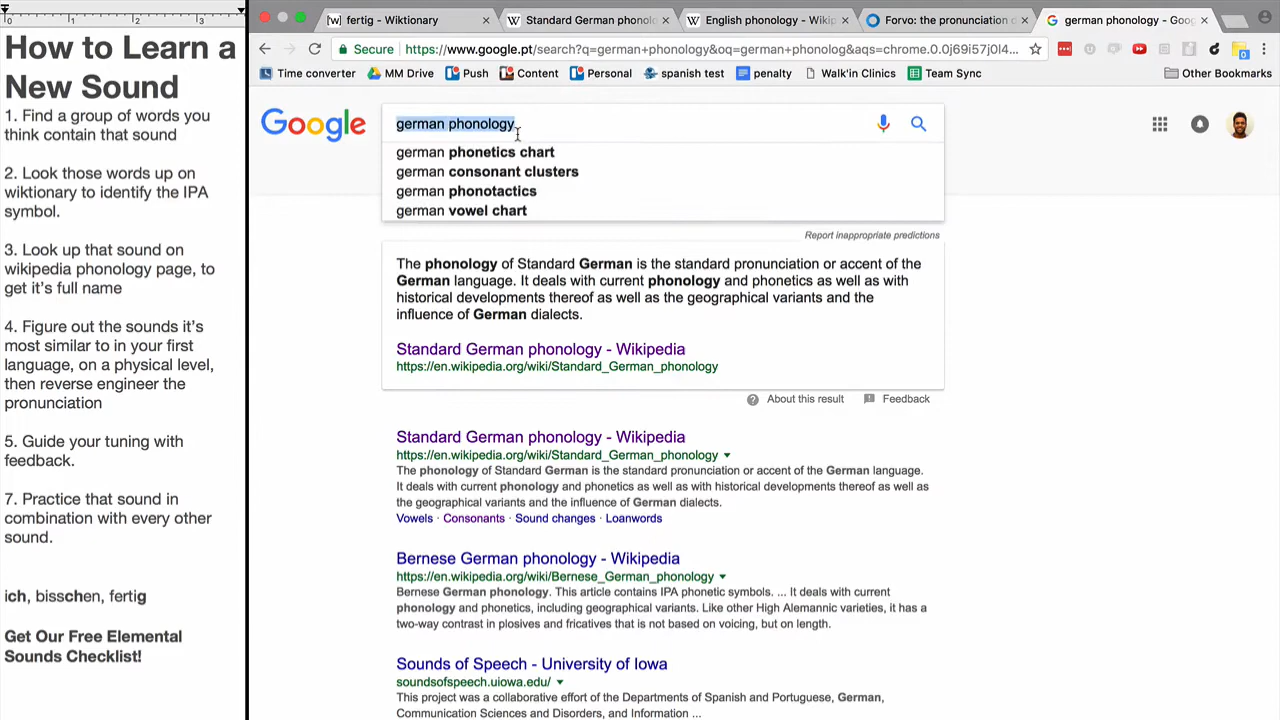 1
2
3
How to Learn a
New Sound
1. Find a group of words you
think contain that sound
2. Look those words up on
wiktionary to identify the IPA
symbol.
3. Look up that sound on
wikipedia phonology page, to
get it's full name
4. Figure out the sounds it's
most similar to in your first
language, on a physical level,
then reverse engineer the
pronunciation
5. Guide your tuning with
feedback.
7. Practice that sound in
combination with every other
sound.
ich, bisschen, fertig
Get Our Free Elemental
Sounds Checklist!
fertig - Wiktionary
Standard German phonolo
English phonology - Wikip
Forvo: the pronunciation d
german phonology - Goog
Secure
https://www.google.pt/search?q=german+phonology&oq=german+phonolog&aqs=chrome.0.0j69i57j0l4...
Time converter
MM Drive
Push
Content
Personal
spanish test
penalty
Walk'in Clinics
Team Sync
Other Bookmarks
Google
german phonology
german phonetics chart
german consonant clusters
german phonotactics
german vowel chart
Report inappropriate predictions
The phonology of Standard German is the standard pronunciation or accent of the
German language. It deals with current phonology and phonetics as well as with
historical developments thereof as well as the geographical variants and the
influence of German dialects.
Standard German phonology - Wikipedia
https://en.wikipedia.org/wiki/Standard_German_phonology
About this result
Feedback
Standard German phonology - Wikipedia
https://en.wikipedia.org/wiki/Standard_German_phonology
The phonology of Standard German is the standard pronunciation or accent of the German language.
It deals with current phonology and phonetics as well as with historical developments thereof as well as
the geographical variants and the influence of German dialects.
Vowels · Consonants · Sound changes · Loanwords
Bernese German phonology - Wikipedia
https://en.wikipedia.org/wiki/Bernese_German_phonology
Bernese German phonology. This article contains IPA phonetic symbols. ... It deals with current
phonology and phonetics, including geographical variants. Like other High Alemannic varieties, it has a
two-way contrast in plosives and fricatives that is not based on voicing, but on length.
Sounds of Speech - University of Iowa
soundsofspeech.uiowa.edu/
This project was a collaborative effort of the Departments of Spanish and Portuguese, German,
Communication Sciences and Disorders, and Information ...